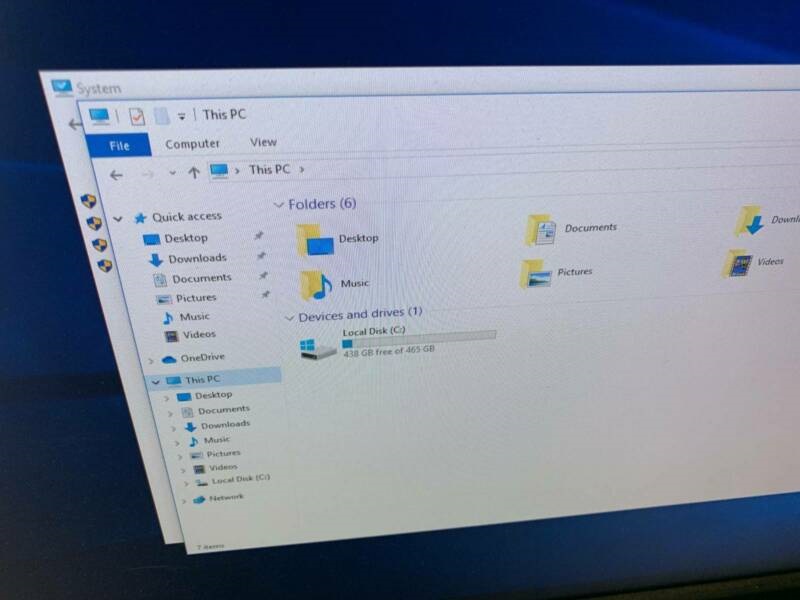 System
This PC
File Computer View
This PC
Quick access
Desktop
Downloads
Documents
Pictures
Music
Videos
OneDrive
This PC
Desktop
Documents
Downloads
Music
Pictures
Videos
Local Disk (C:)
Network
7 items
Folders (6)
Desktop
Documents
Downl
Music
Pictures
Videos
Devices and drives (1)
Local Disk (C:)
438 GB free of 465 GB